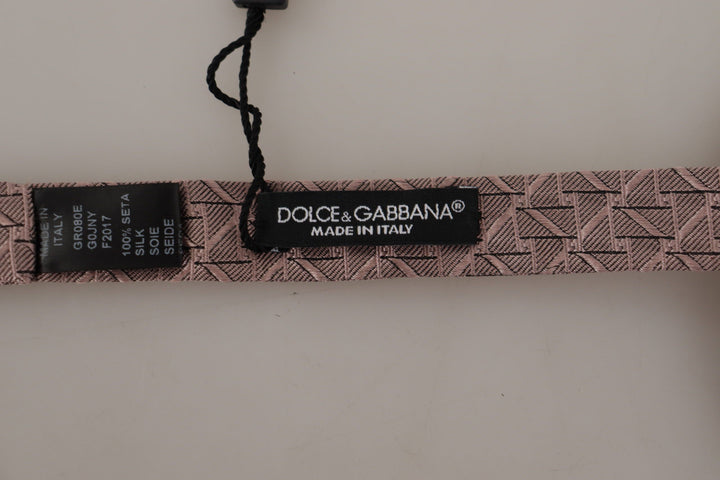 MADE IN
ITALY
GR080E
G0JNY
F2017
100% SETA
SILK
SOIE
SEIDE
DOLCE&GABBANA®
MADE IN ITALY